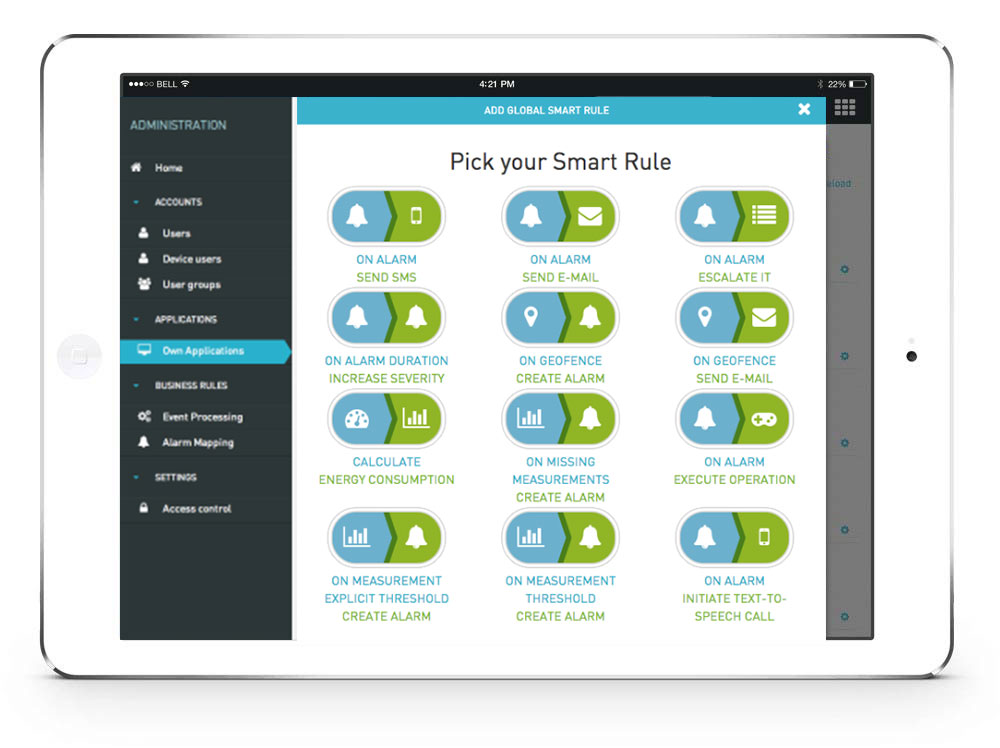 BELL
4:21 PM
22%
ADMINISTRATION
Home
ACCOUNTS
Users
Device users
User groups
APPLICATIONS
Own Applications
BUSINESS RULES
Event Processing
Alarm Mapping
SETTINGS
Access control
ADD GLOBAL SMART RULE
eload
Pick your Smart Rule
ON ALARM
SEND SMS
ON ALARM
SEND E-MAIL
ON ALARM
ESCALATE IT
ON ALARM DURATION
INCREASE SEVERITY
ON GEOFENCE
CREATE ALARM
ON GEOFENCE
SEND E-MAIL
CALCULATE
ENERGY CONSUMPTION
ON MISSING
MEASUREMENTS
CREATE ALARM
ON ALARM
EXECUTE OPERATION
ON MEASUREMENT
EXPLICIT THRESHOLD
CREATE ALARM
ON MEASUREMENT
THRESHOLD
CREATE ALARM
ON ALARM
INITIATE TEXT-TO-
SPEECH CALL